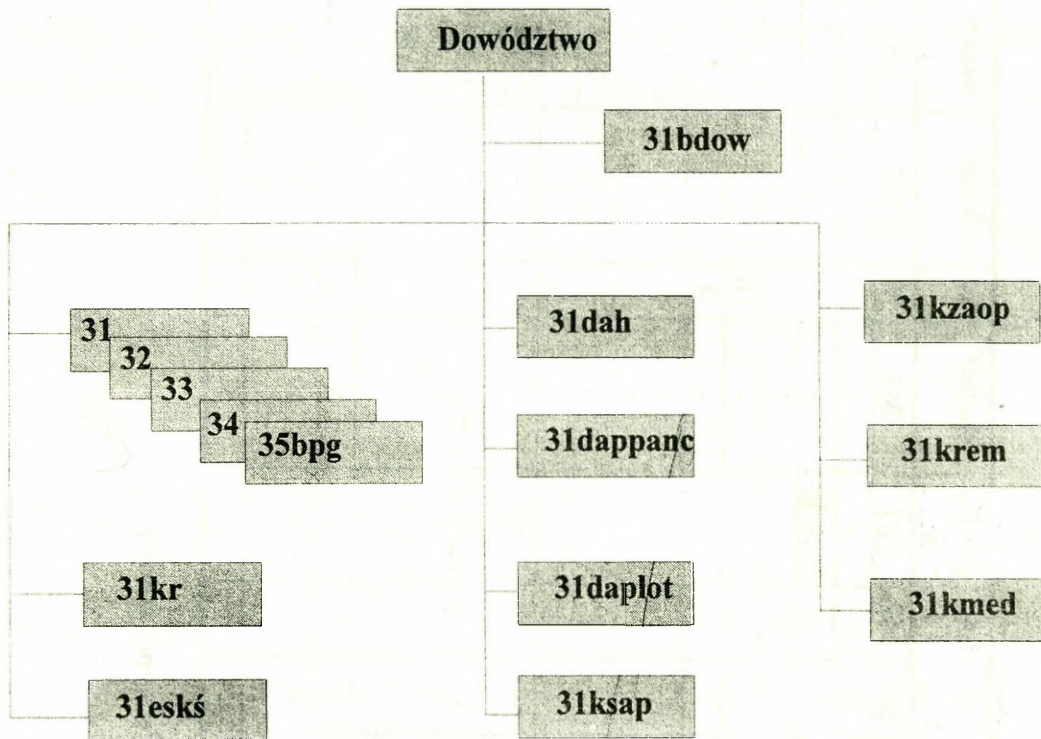 Dowództwo
31bdow
31
32
33
34
35bpg
31kr
31eskś
31dah
31dappanc
31daplot
31ksap
31kzaop
31krem
31kmed